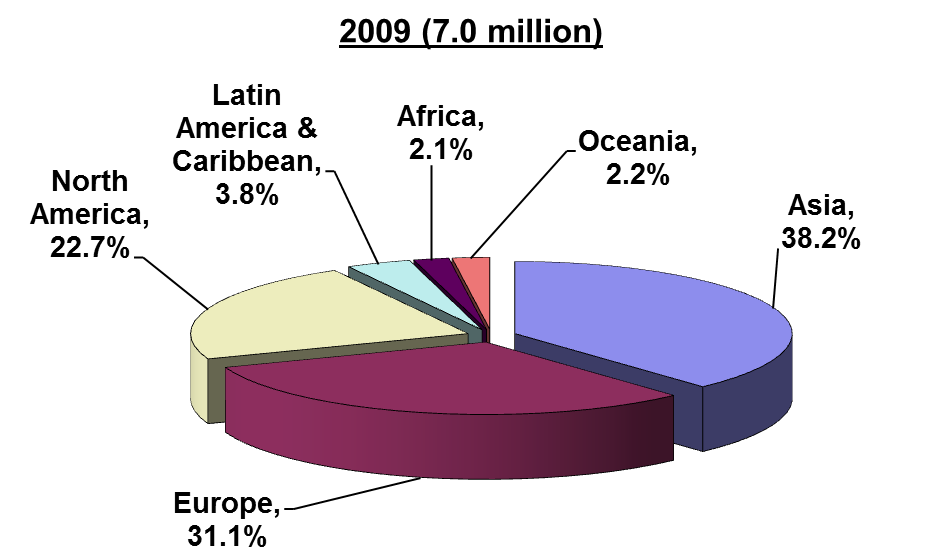 2009 (7.0 million)
Latin
America &
Caribbean,
3.8%
Africa,
2.1%
Oceania,
2.2%
North
America,
22.7%
Asia,
38.2%
Europe,
31.1%